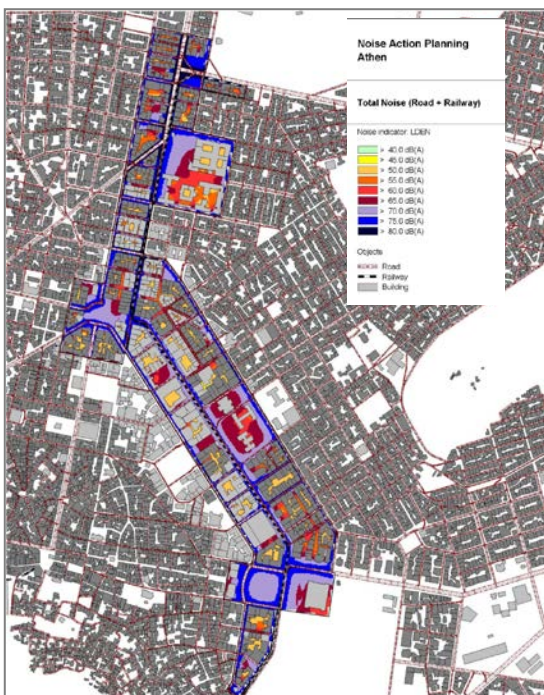 Noise Action Planning
Athen
Total Noise (Road + Railway)
Noise indicator: LDEN
> 40.0 dB(A)
> 45.0 dB(A)
> 50.0 dB(A)
> 55.0 dB(A)
> 60.0 dB(A)
> 65.0 dB(A)
> 70.0 dB(A)
> 75.0 dB(A)
> 80.0 dB(A)
Objects
Road
Railway
Building